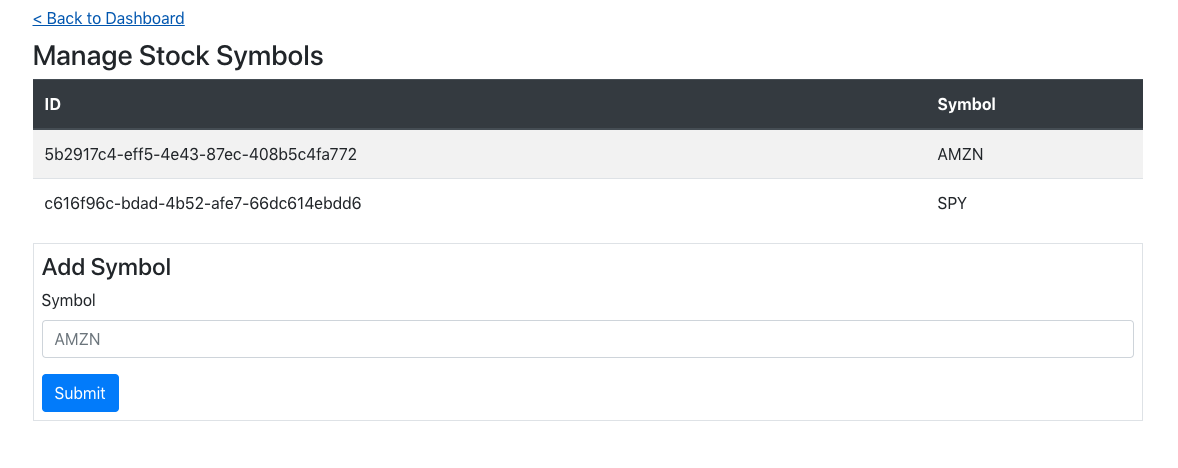 < Back to Dashboard
Manage Stock Symbols
ID Symbol
5b2917c4-eff5-4e43-87ec-408b5c4fa772 AMZN
c616f96c-bdad-4b52-afe7-66dc614ebdd6 SPY
Add Symbol
Symbol
AMZN
Submit